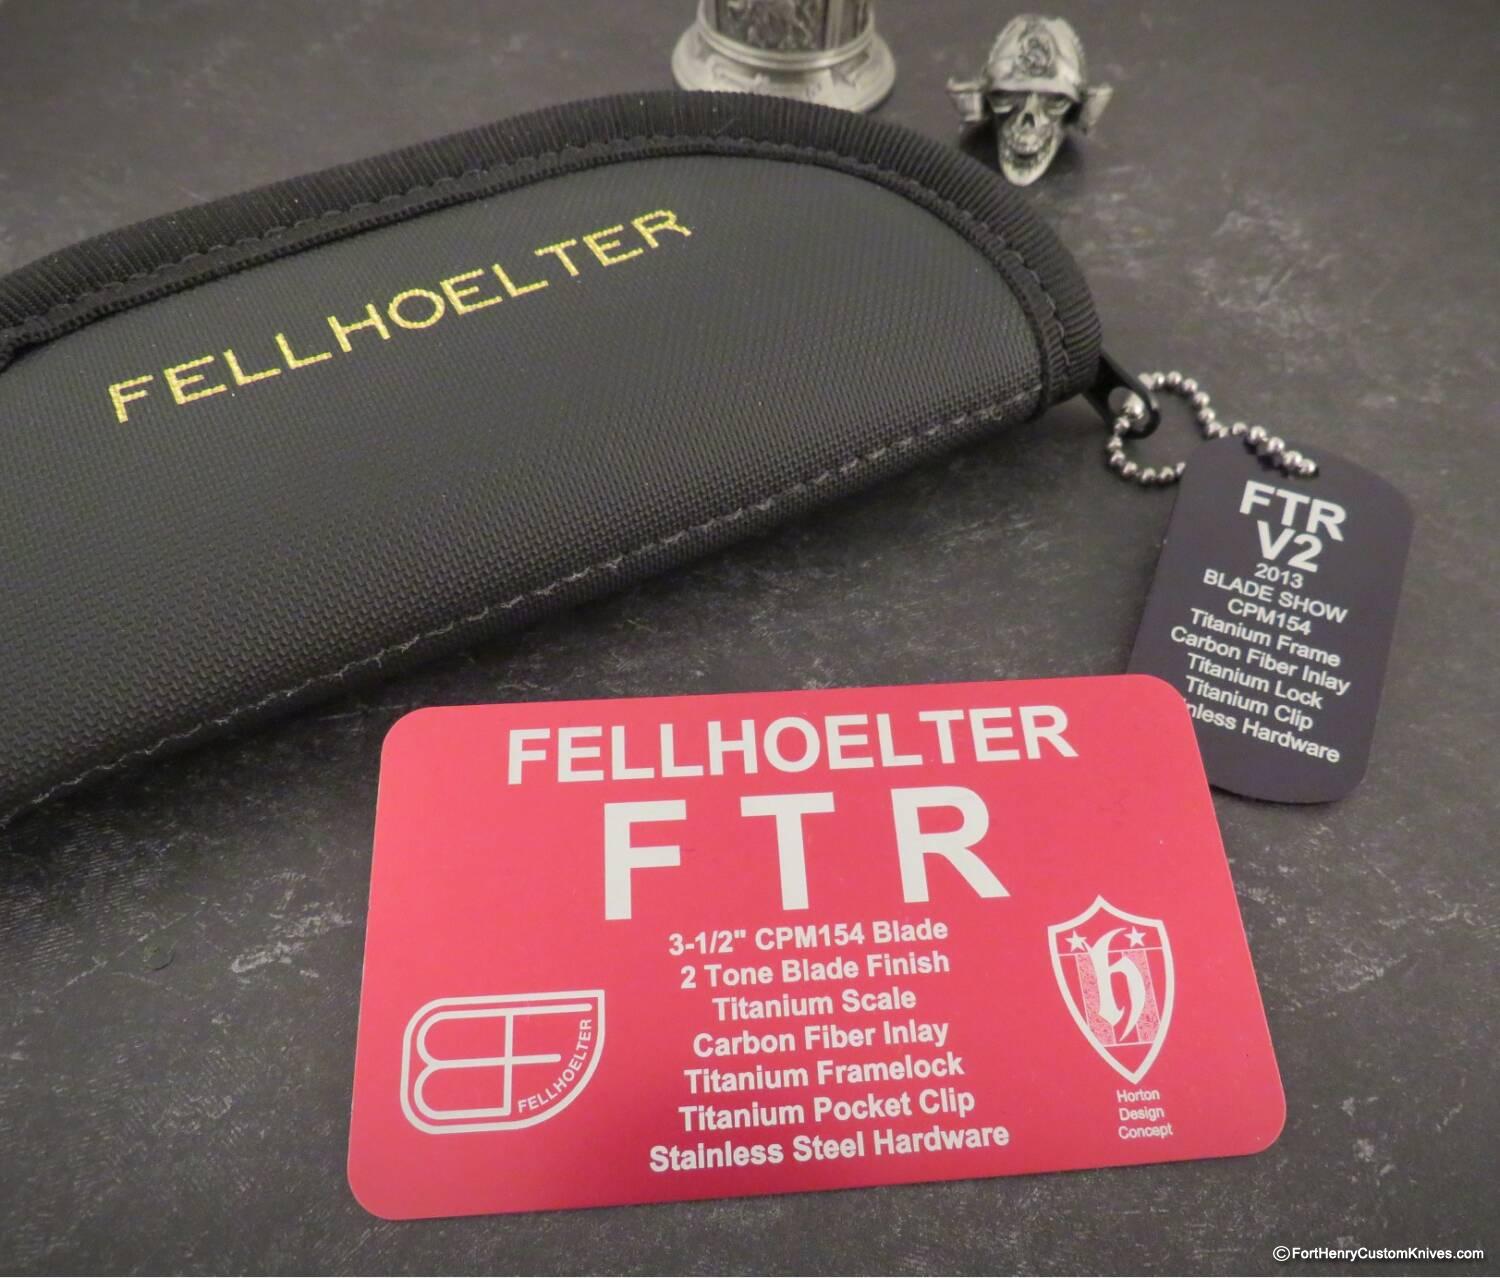 FELLHOELTER
FTR
V2
2013
BLADE SHOW
CPM154
Titanium Frame
Carbon Fiber Inlay
Titanium Lock
Titanium Clip
Hardware
FELLHOELTER
FTR
3-1/2" CPM154 Blade
2 Tone Blade Finish
Titanium Scale
Carbon Fiber Inlay
Titanium Framelock
Titanium Pocket Clip
Stainless Steel Hardware
BF
FELLHOELTER
h
Horton
Design
Concept
©FortHenryCustomKnives.com